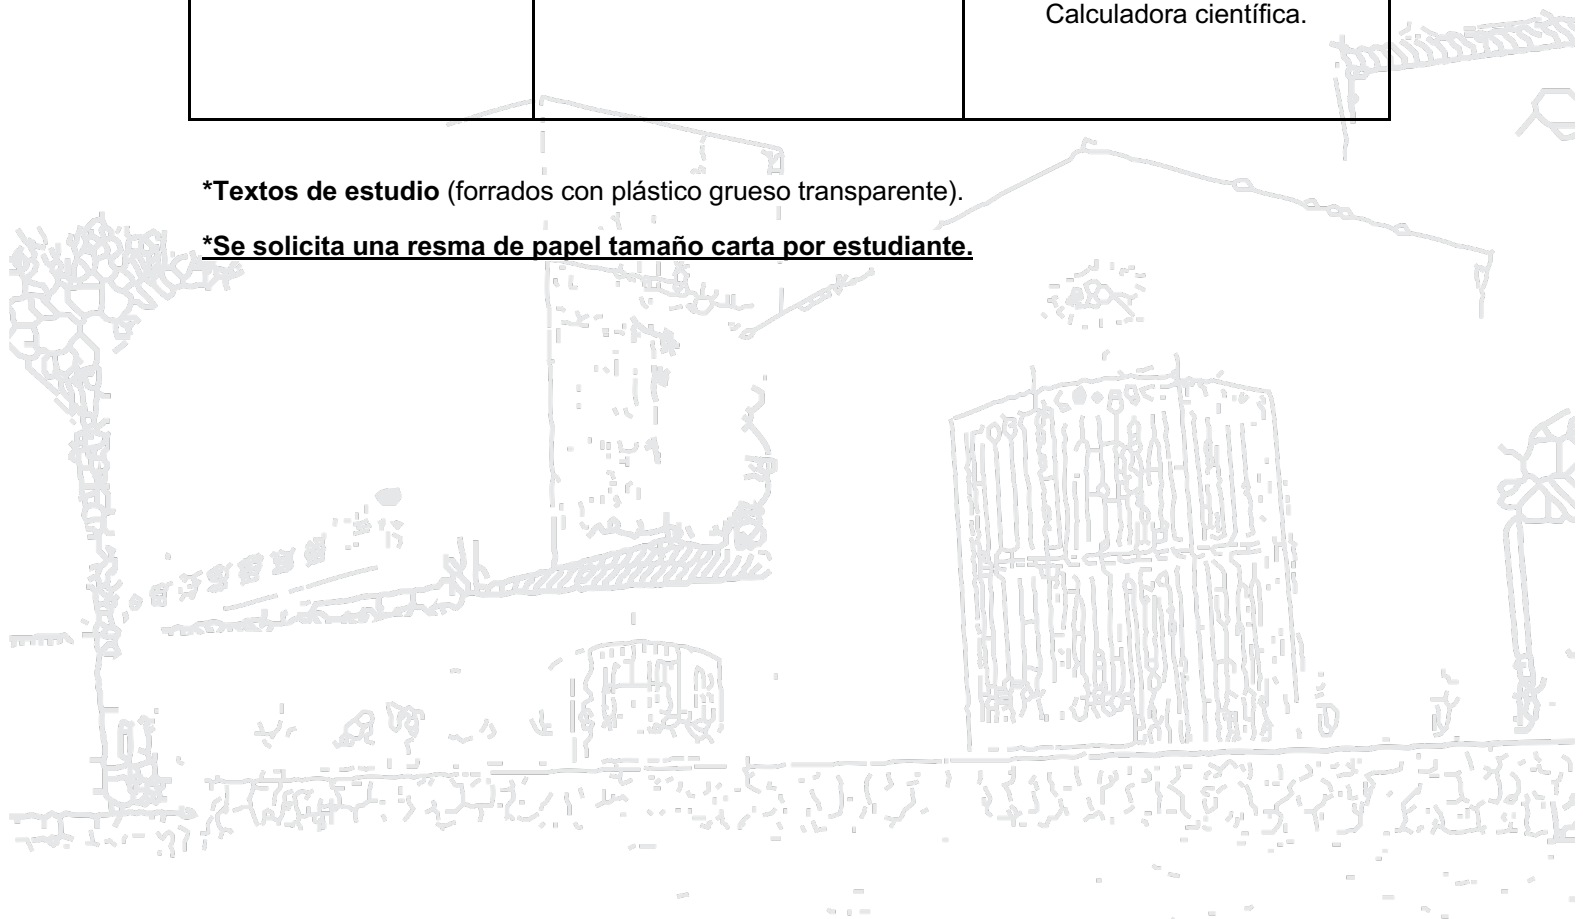 Calculadora científica.
*Textos de estudio (forrados con plástico grueso transparente).
*Se solicita una resma de papel tamaño carta por estudiante.